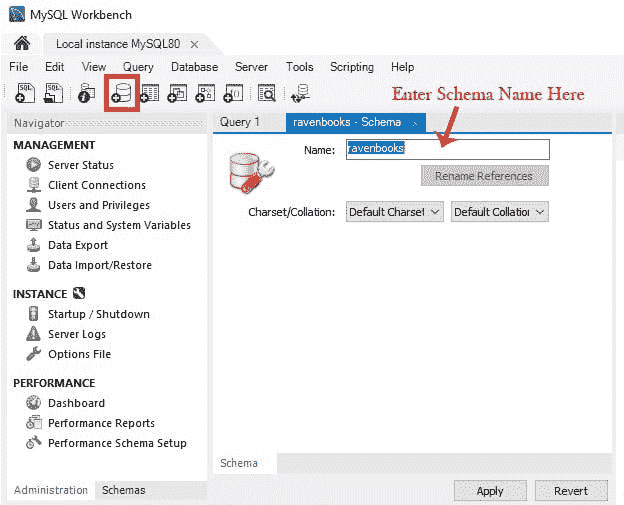 MySQL Workbench
Local instance MySQL80 ×
File Edit View Query Database Server Tools Scripting Help
Enter Schema Name Here
Navigator
Query 1 ravenbooks - Schema
MANAGEMENT
Server Status
Client Connections
Users and Privileges
Status and System Variables
Data Export
Data Import/Restore
INSTANCE
Startup / Shutdown
Server Logs
Options File
PERFORMANCE
Dashboard
Performance Reports
Performance Schema Setup
Administration Schemas
Name: ravenbooks
Rename References
Charset/Collation: Default Charset Default Collation
Schema
Apply Revert